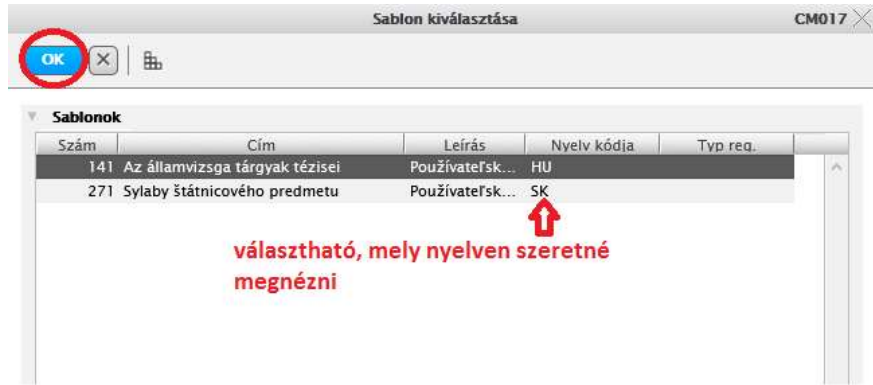 Sablon kiválasztása CM017
OK
Sablonok
Szám Cím Leírás Nyelv kódja Typ reg.
141 Az államvizsga tárgyak tézisei Používateľsk... HU
271 Sylaby štátnicového predmetu Používateľsk... SK
választható, mely nyelven szeretné
megnézni